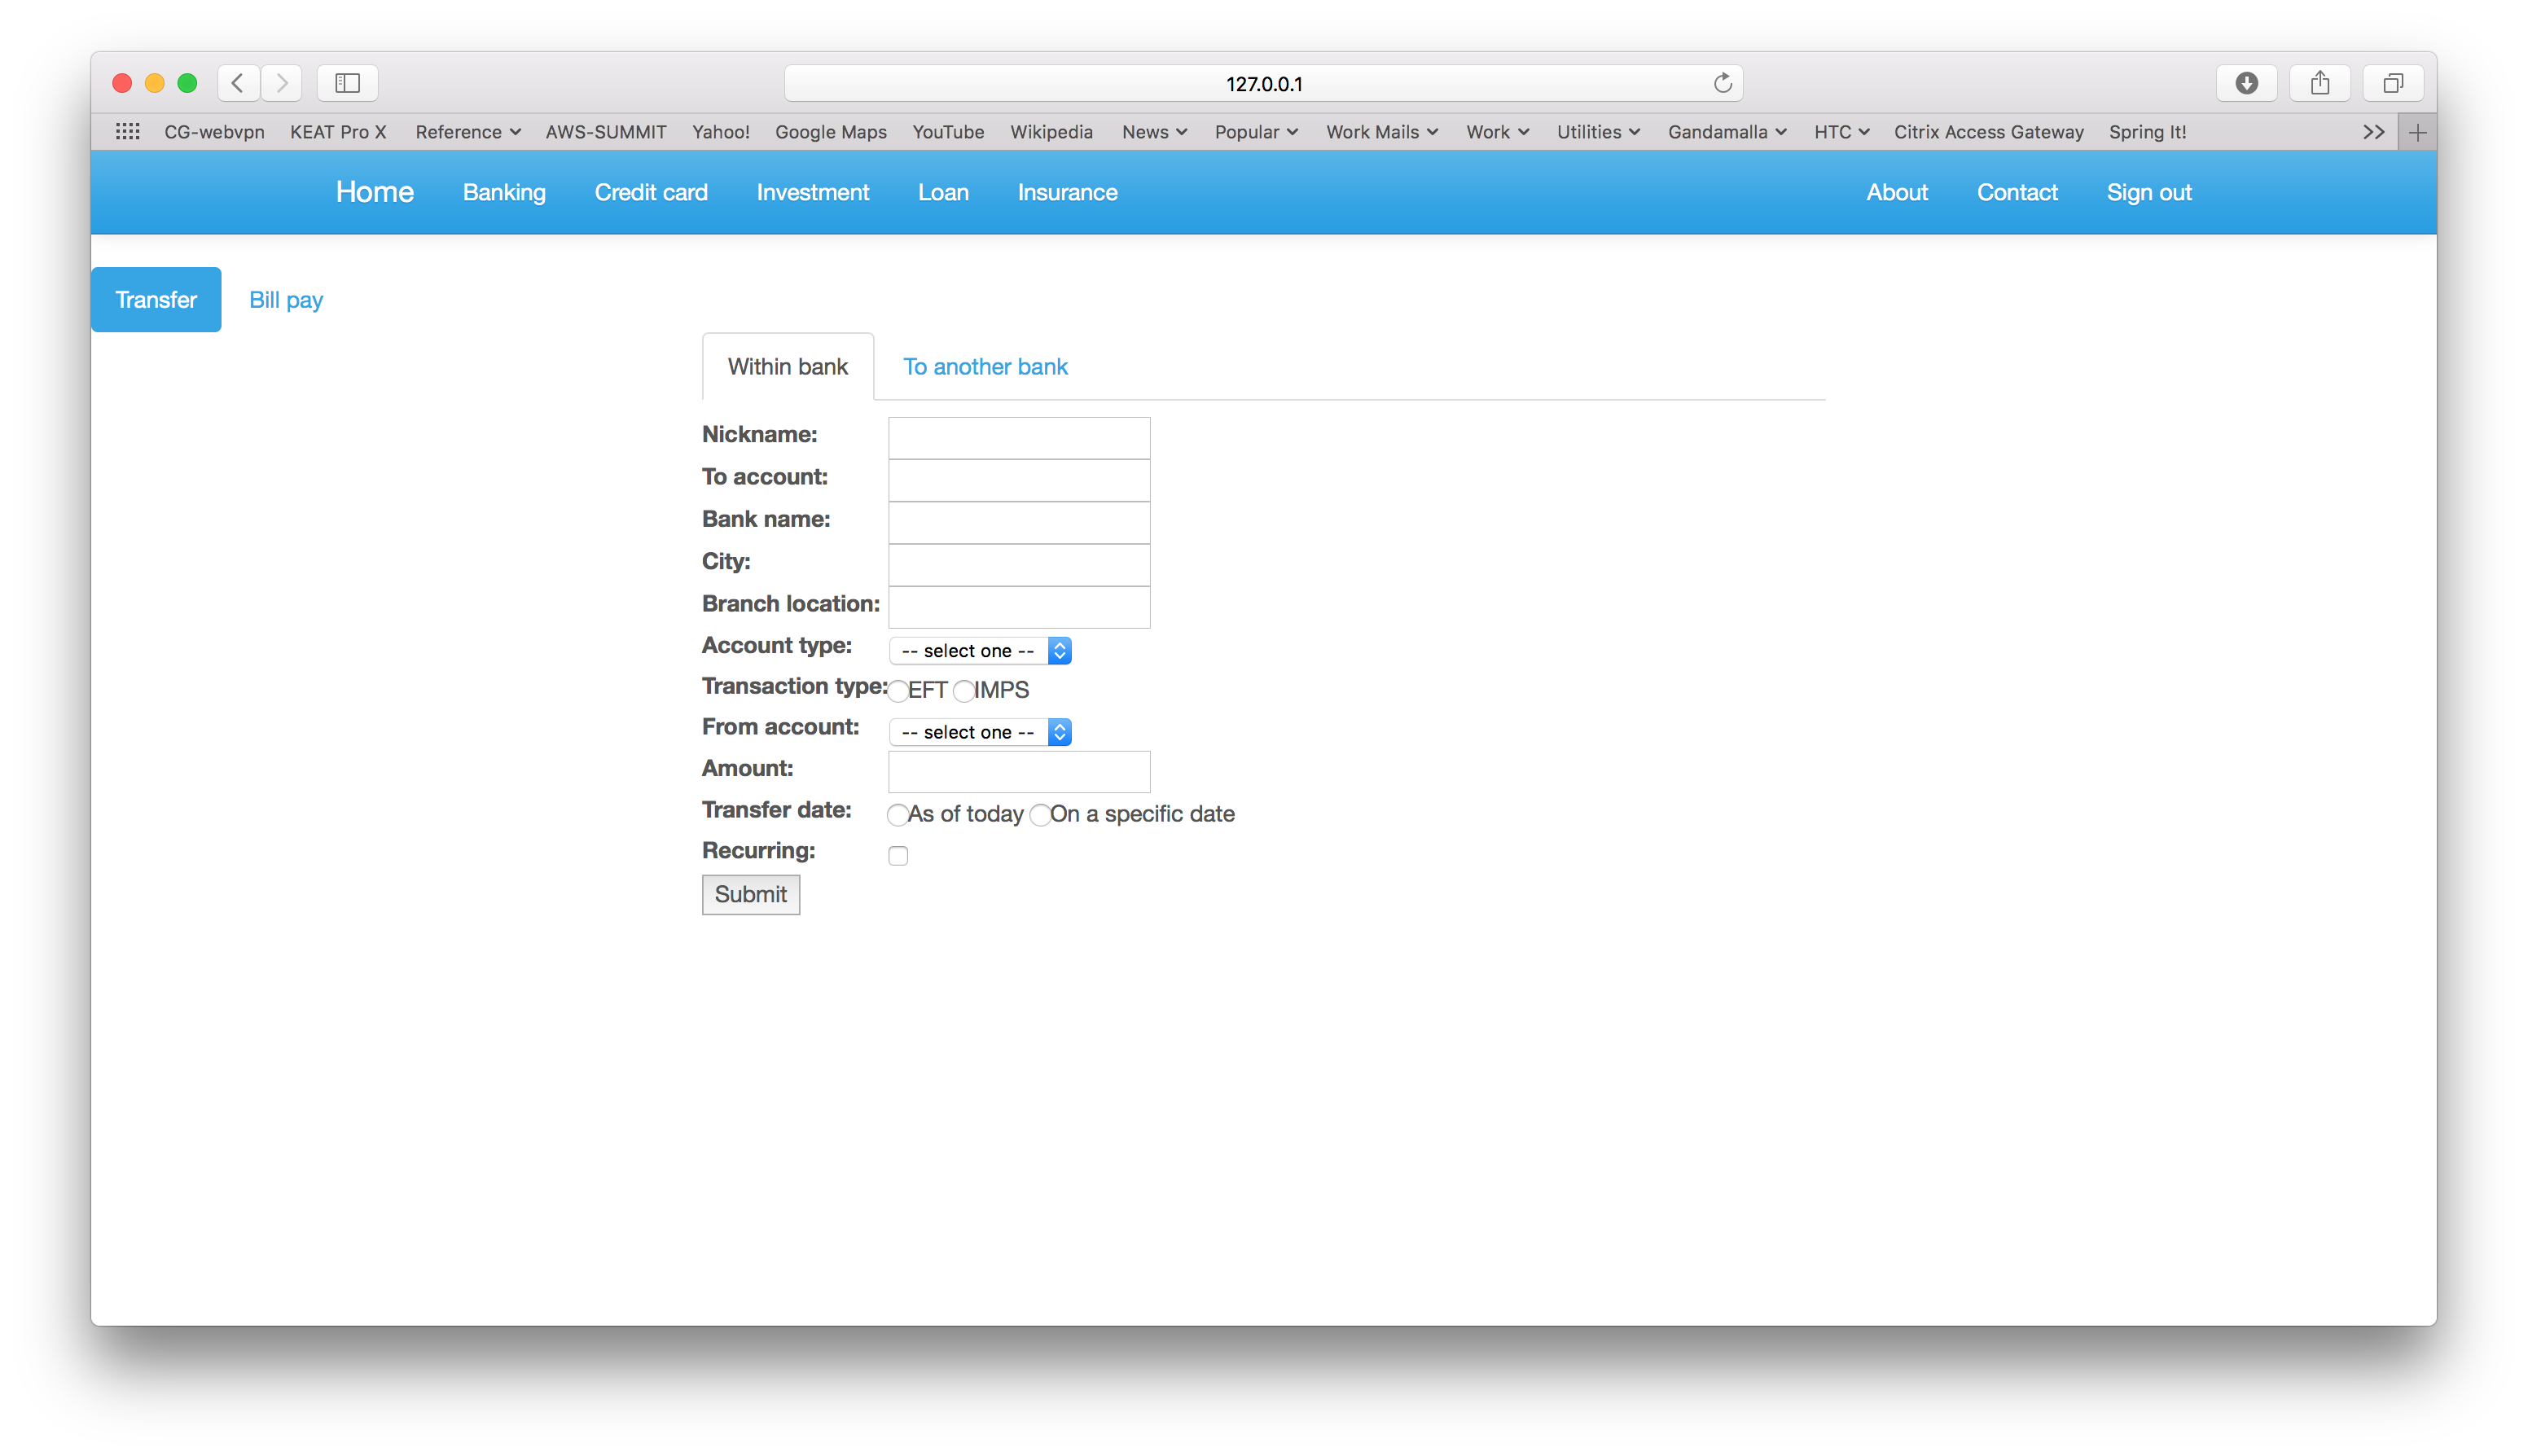 127.0.0.1
CG-webvpn KEAT Pro X Reference AWS-SUMMIT Yahoo! Google Maps YouTube Wikipedia News Popular Work Mails Work Utilities Gandamalla HTC Citrix Access Gateway Spring It!
Home Banking Credit card Investment Loan Insurance About Contact Sign out
Transfer Bill pay
Within bank To another bank
Nickname:
To account:
Bank name:
City:
Branch location:
Account type: -- select one --
Transaction type: EFT IMPS
From account: -- select one --
Amount:
Transfer date: As of today On a specific date
Recurring:
Submit